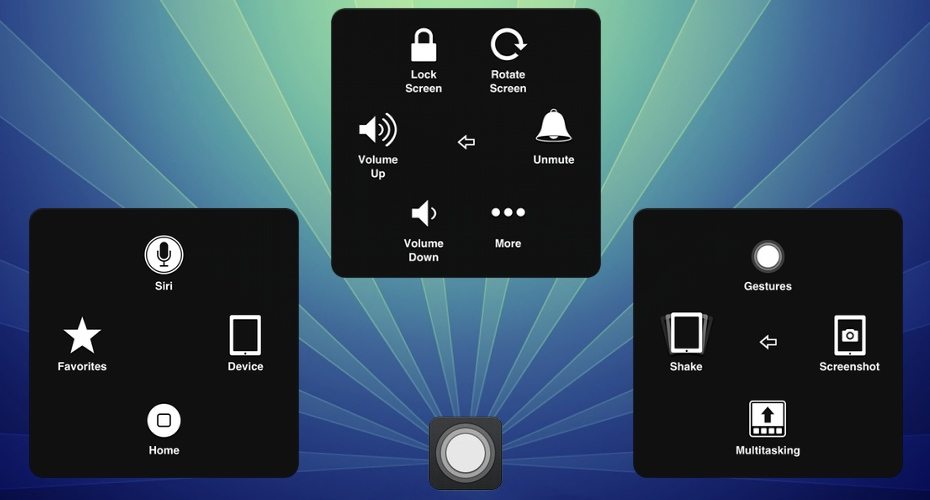 Lock
Screen
Rotate
Screen
Volume
Up
Unmute
Volume
Down
More
Siri
Favorites
Device
Home
Gestures
Shake
Screenshot
Multitasking